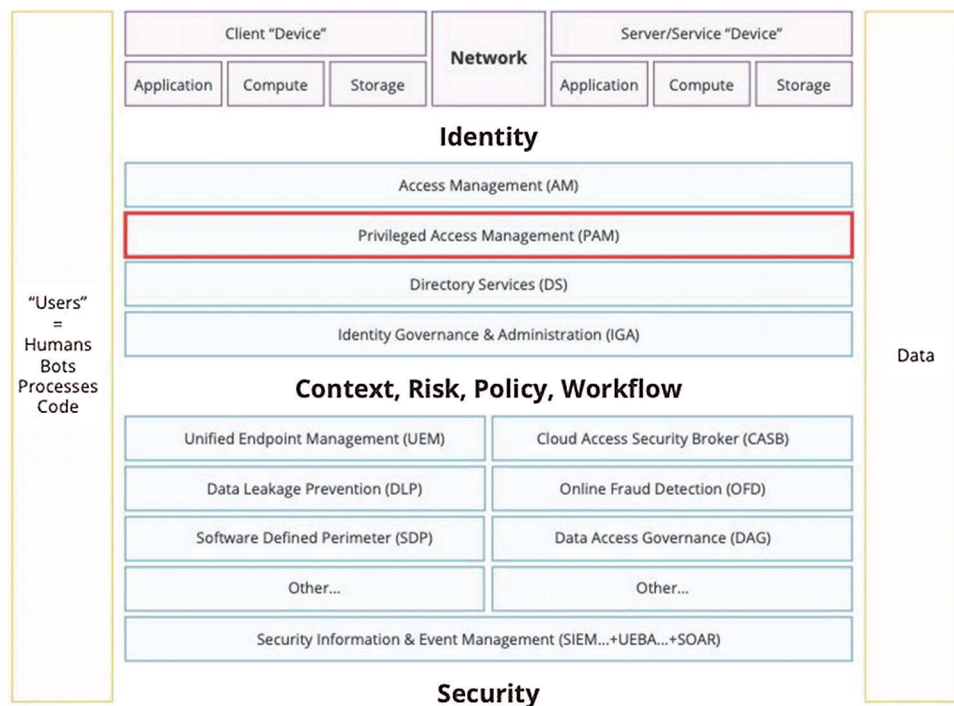 Client “Device”
Network
Server/Service “Device”
Application
Compute
Storage
Application
Compute
Storage
Identity
Access Management (AM)
Privileged Access Management (PAM)
Directory Services (DS)
Identity Governance & Administration (IGA)
“Users”
=
Humans
Bots
Processes
Code
Data
Context, Risk, Policy, Workflow
Unified Endpoint Management (UEM)
Cloud Access Security Broker (CASB)
Data Leakage Prevention (DLP)
Online Fraud Detection (OFD)
Software Defined Perimeter (SDP)
Data Access Governance (DAG)
Other...
Other...
Security Information & Event Management (SIEM...+UEBA...+SOAR)
Security